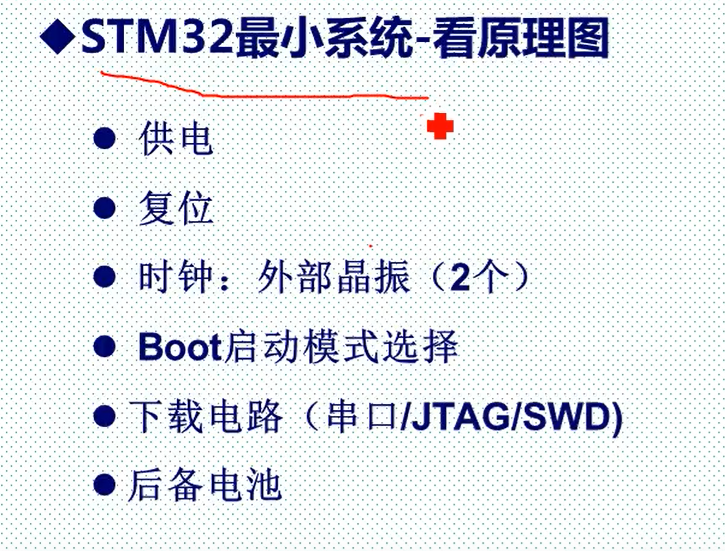 ◆STM32最小系统-看原理图
● 供电
● 复位
● 时钟：外部晶振（2个）
● Boot启动模式选择
● 下载电路（串口/JTAG/SWD)
● 后备电池